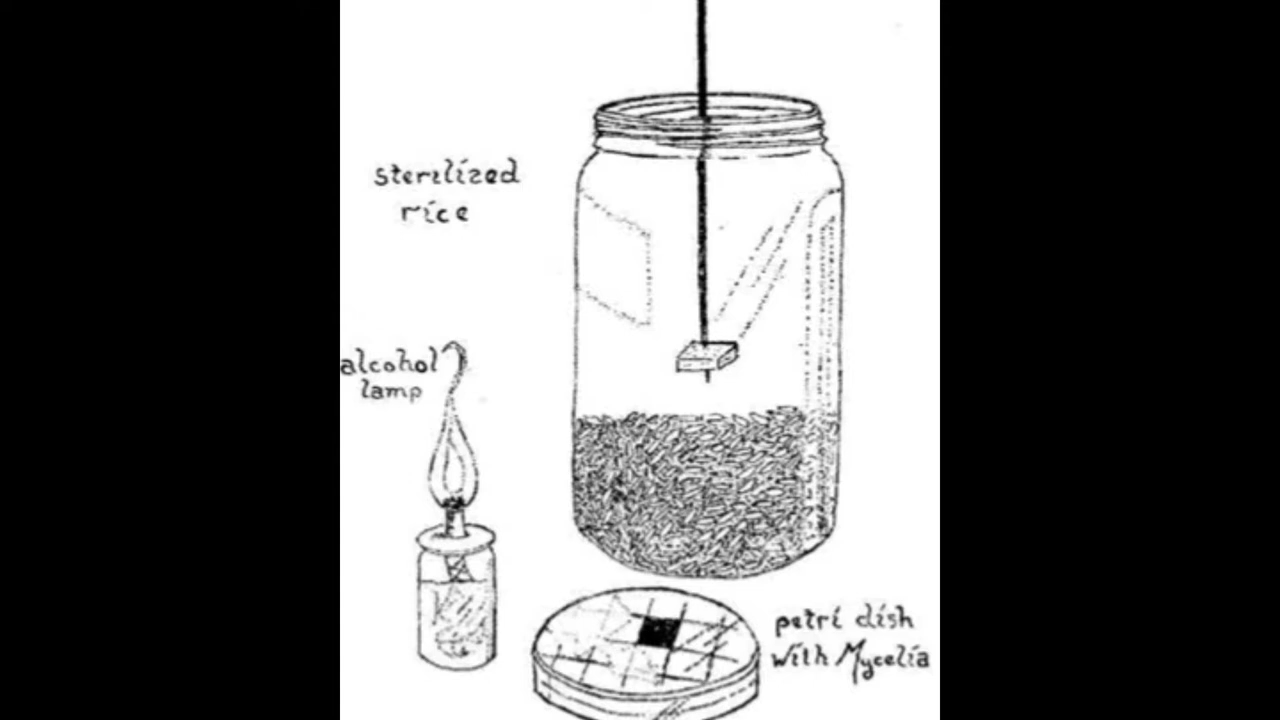 sterilized
rice
alcohol
lamp
petri dish
with Mycelia